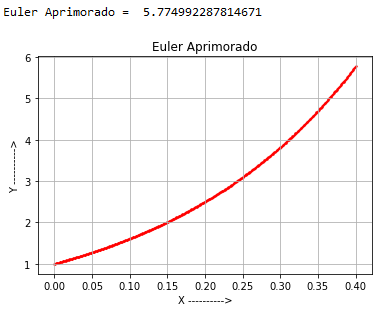 Euler Aprimorado =  5.774992287814671
Euler Aprimorado
6
5
4
3
2
1
Y ---------->
0.00 0.05 0.10 0.15 0.20 0.25 0.30 0.35 0.40
X ---------->